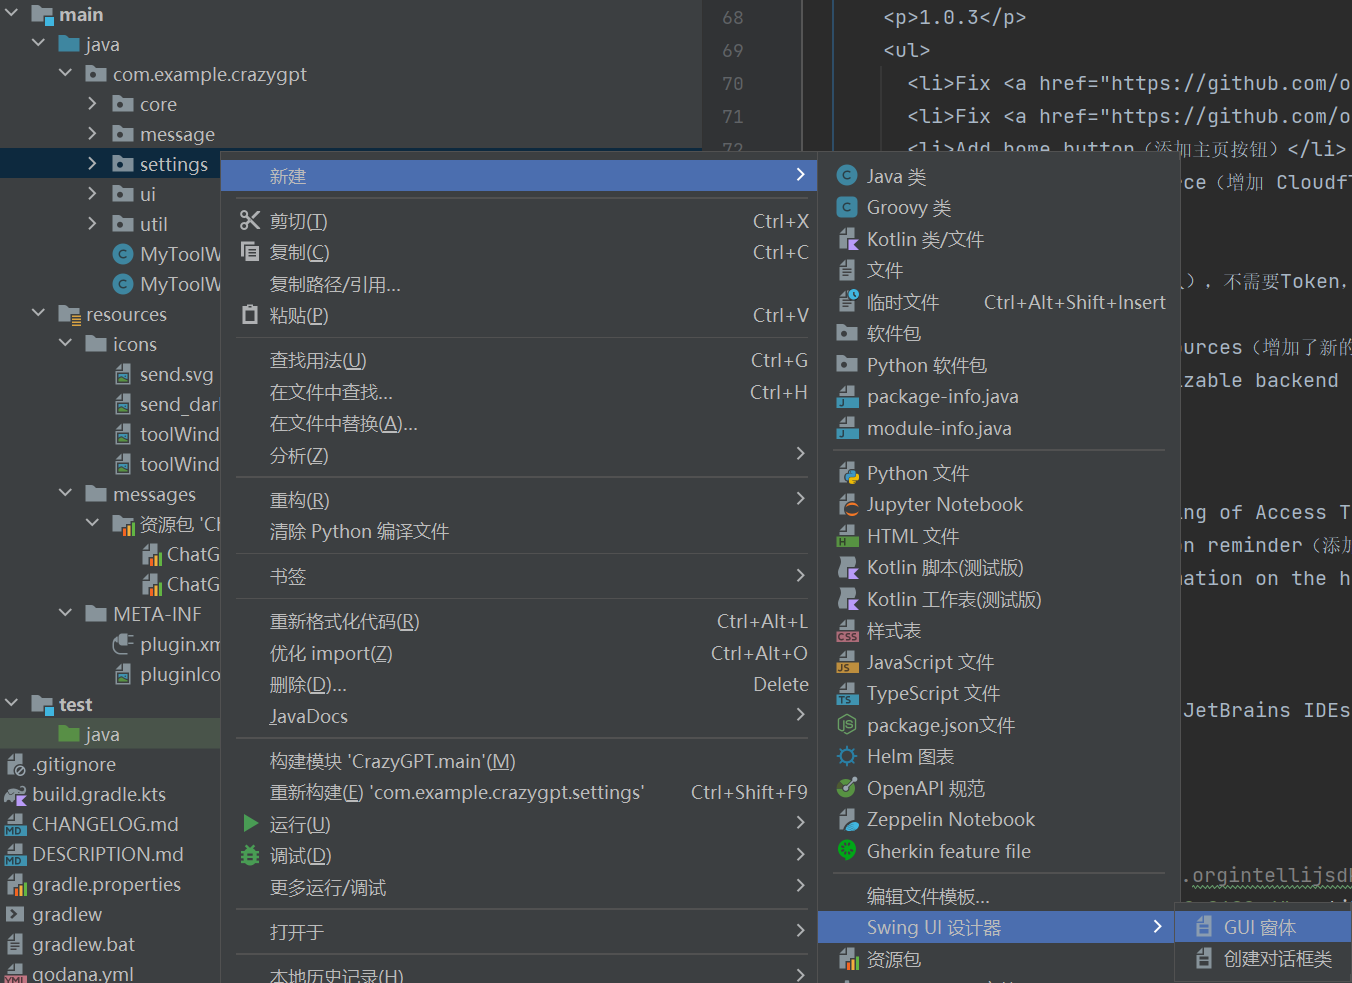 main
java
com.example.crazygpt
core
message
settings
ui
util
MyToolW
MyToolW
resources
icons
send.svg
send_dar
toolWind
toolWind
messages
资源包 'Ch
ChatG
ChatG
META-INF
plugin.xm
pluginIco
test
java
.gitignore
build.gradle.kts
CHANGELOG.md
DESCRIPTION.md
gradle.properties
gradlew
gradlew.bat
qodana.yml
新建
剪切(T) Ctrl+X
复制(C) Ctrl+C
复制路径/引用...
粘贴(P) Ctrl+V
查找用法(U) Ctrl+G
在文件中查找... Ctrl+H
在文件中替换(A)...
分析(Z)
重构(R)
清除 Python 编译文件
书签
重新格式化代码(R) Ctrl+Alt+L
优化 import(Z) Ctrl+Alt+O
删除(D)... Delete
JavaDocs
构建模块 'CrazyGPT.main'(M)
重新构建(E) 'com.example.crazygpt.settings' Ctrl+Shift+F9
运行(U)
调试(D)
更多运行/调试
打开于
本地历史记录(H)
Java 类
Groovy 类
Kotlin 类/文件
文件
临时文件 Ctrl+Alt+Shift+Insert
软件包
Python 软件包
package-info.java
module-info.java
Python 文件
Jupyter Notebook
HTML 文件
Kotlin 脚本(测试版)
Kotlin 工作表(测试版)
样式表
JavaScript 文件
TypeScript 文件
package.json文件
Helm 图表
OpenAPI 规范
Zeppelin Notebook
Gherkin feature file
编辑文件模板...
Swing UI 设计器
资源包
GUI 窗体
创建对话框类
68 <p>1.0.3</p>
69 <ul>
70 <li>Fix <a href="https://github.com/o
71 <li>Fix <a href="https://github.com/o
72 <li>Add home button（添加主页按钮）</li>
rce（增加 Cloudf
），不需要Token，
urces（增加了新的
zable backend
ng of Access T
n reminder（添加
ation on the h
JetBrains IDEs
.orgintellijsd